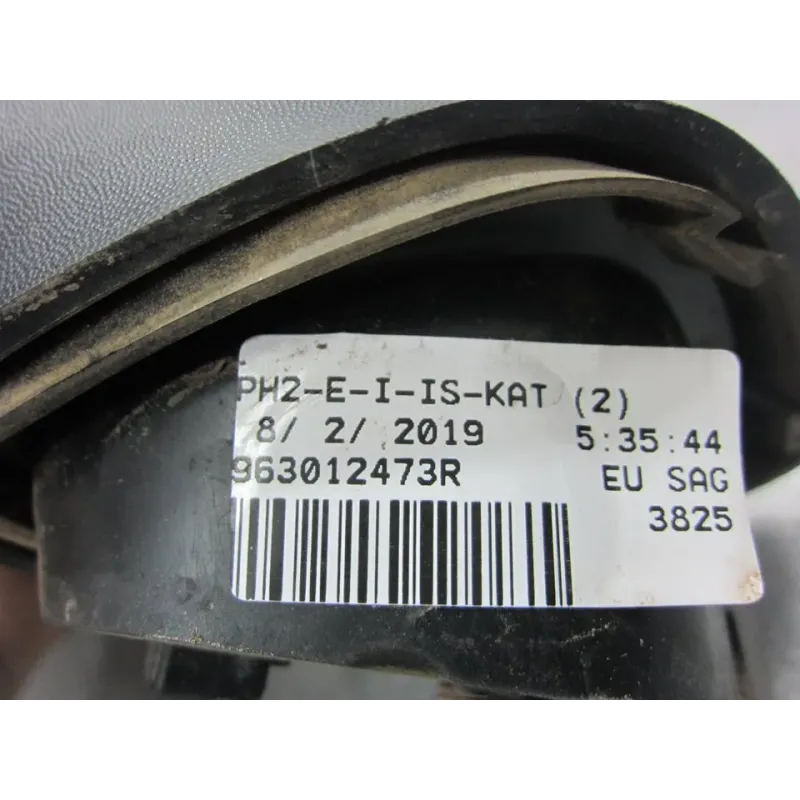 PH2-E-I-IS-KAT (2)
8/ 2/ 2019 5:35:44
963012473R EU SAG
3825